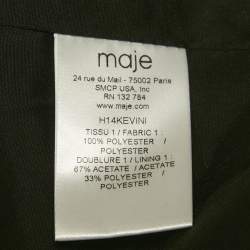 maje
24 rue du Mail - 75002 Paris
SMCP USA, Inc
RN 132 784
www.maje.com
H14KEVINI
TISSU 1 / FABRIC 1 :
100% POLYESTER /
POLYESTER
DOUBLURE 1 / LINING 1 :
67% ACETATE / ACETATE
33% POLYESTER /
POLYESTER